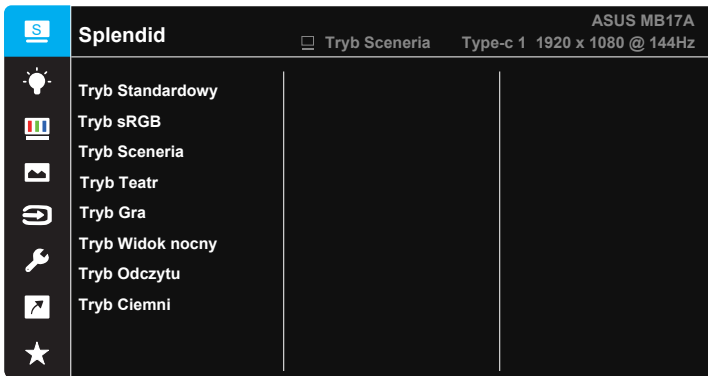 S
Splendid
ASUS MB17A
Tryb Sceneria Type-c 1 1920 x 1080 @ 144Hz
Tryb Standardowy
Tryb sRGB
Tryb Sceneria
Tryb Teatr
Tryb Gra
Tryb Widok nocny
Tryb Odczytu
Tryb Ciemni